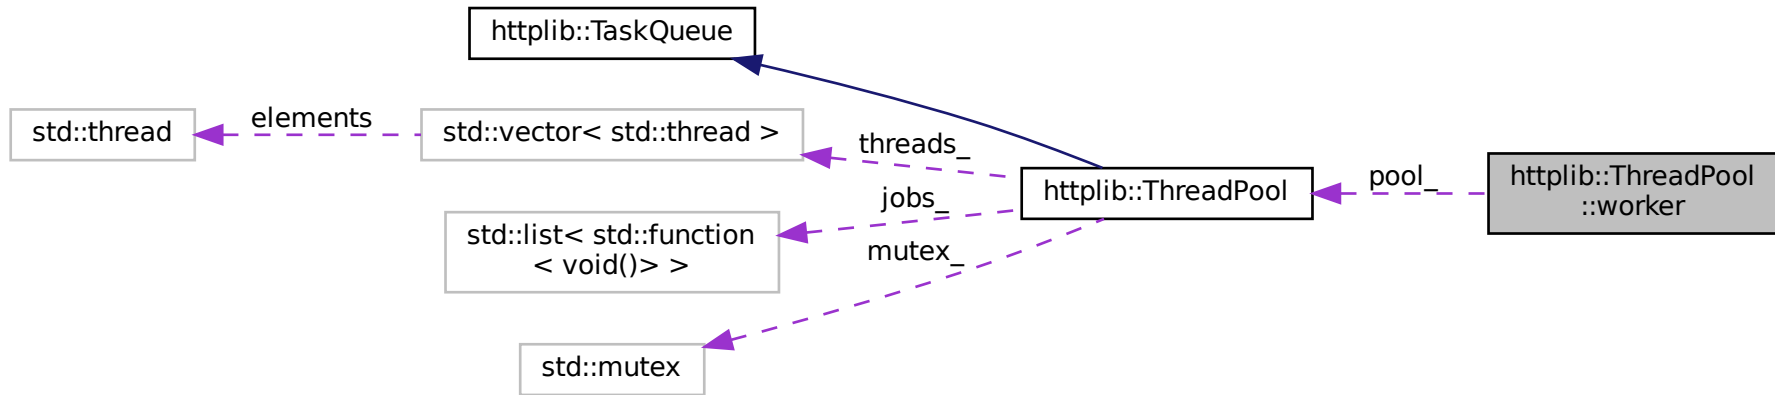 httplib::TaskQueue
std::thread
elements
std::vector< std::thread >
threads_
jobs_
std::list< std::function
< void()> >
mutex_
std::mutex
httplib::ThreadPool
pool_
httplib::ThreadPool
::worker